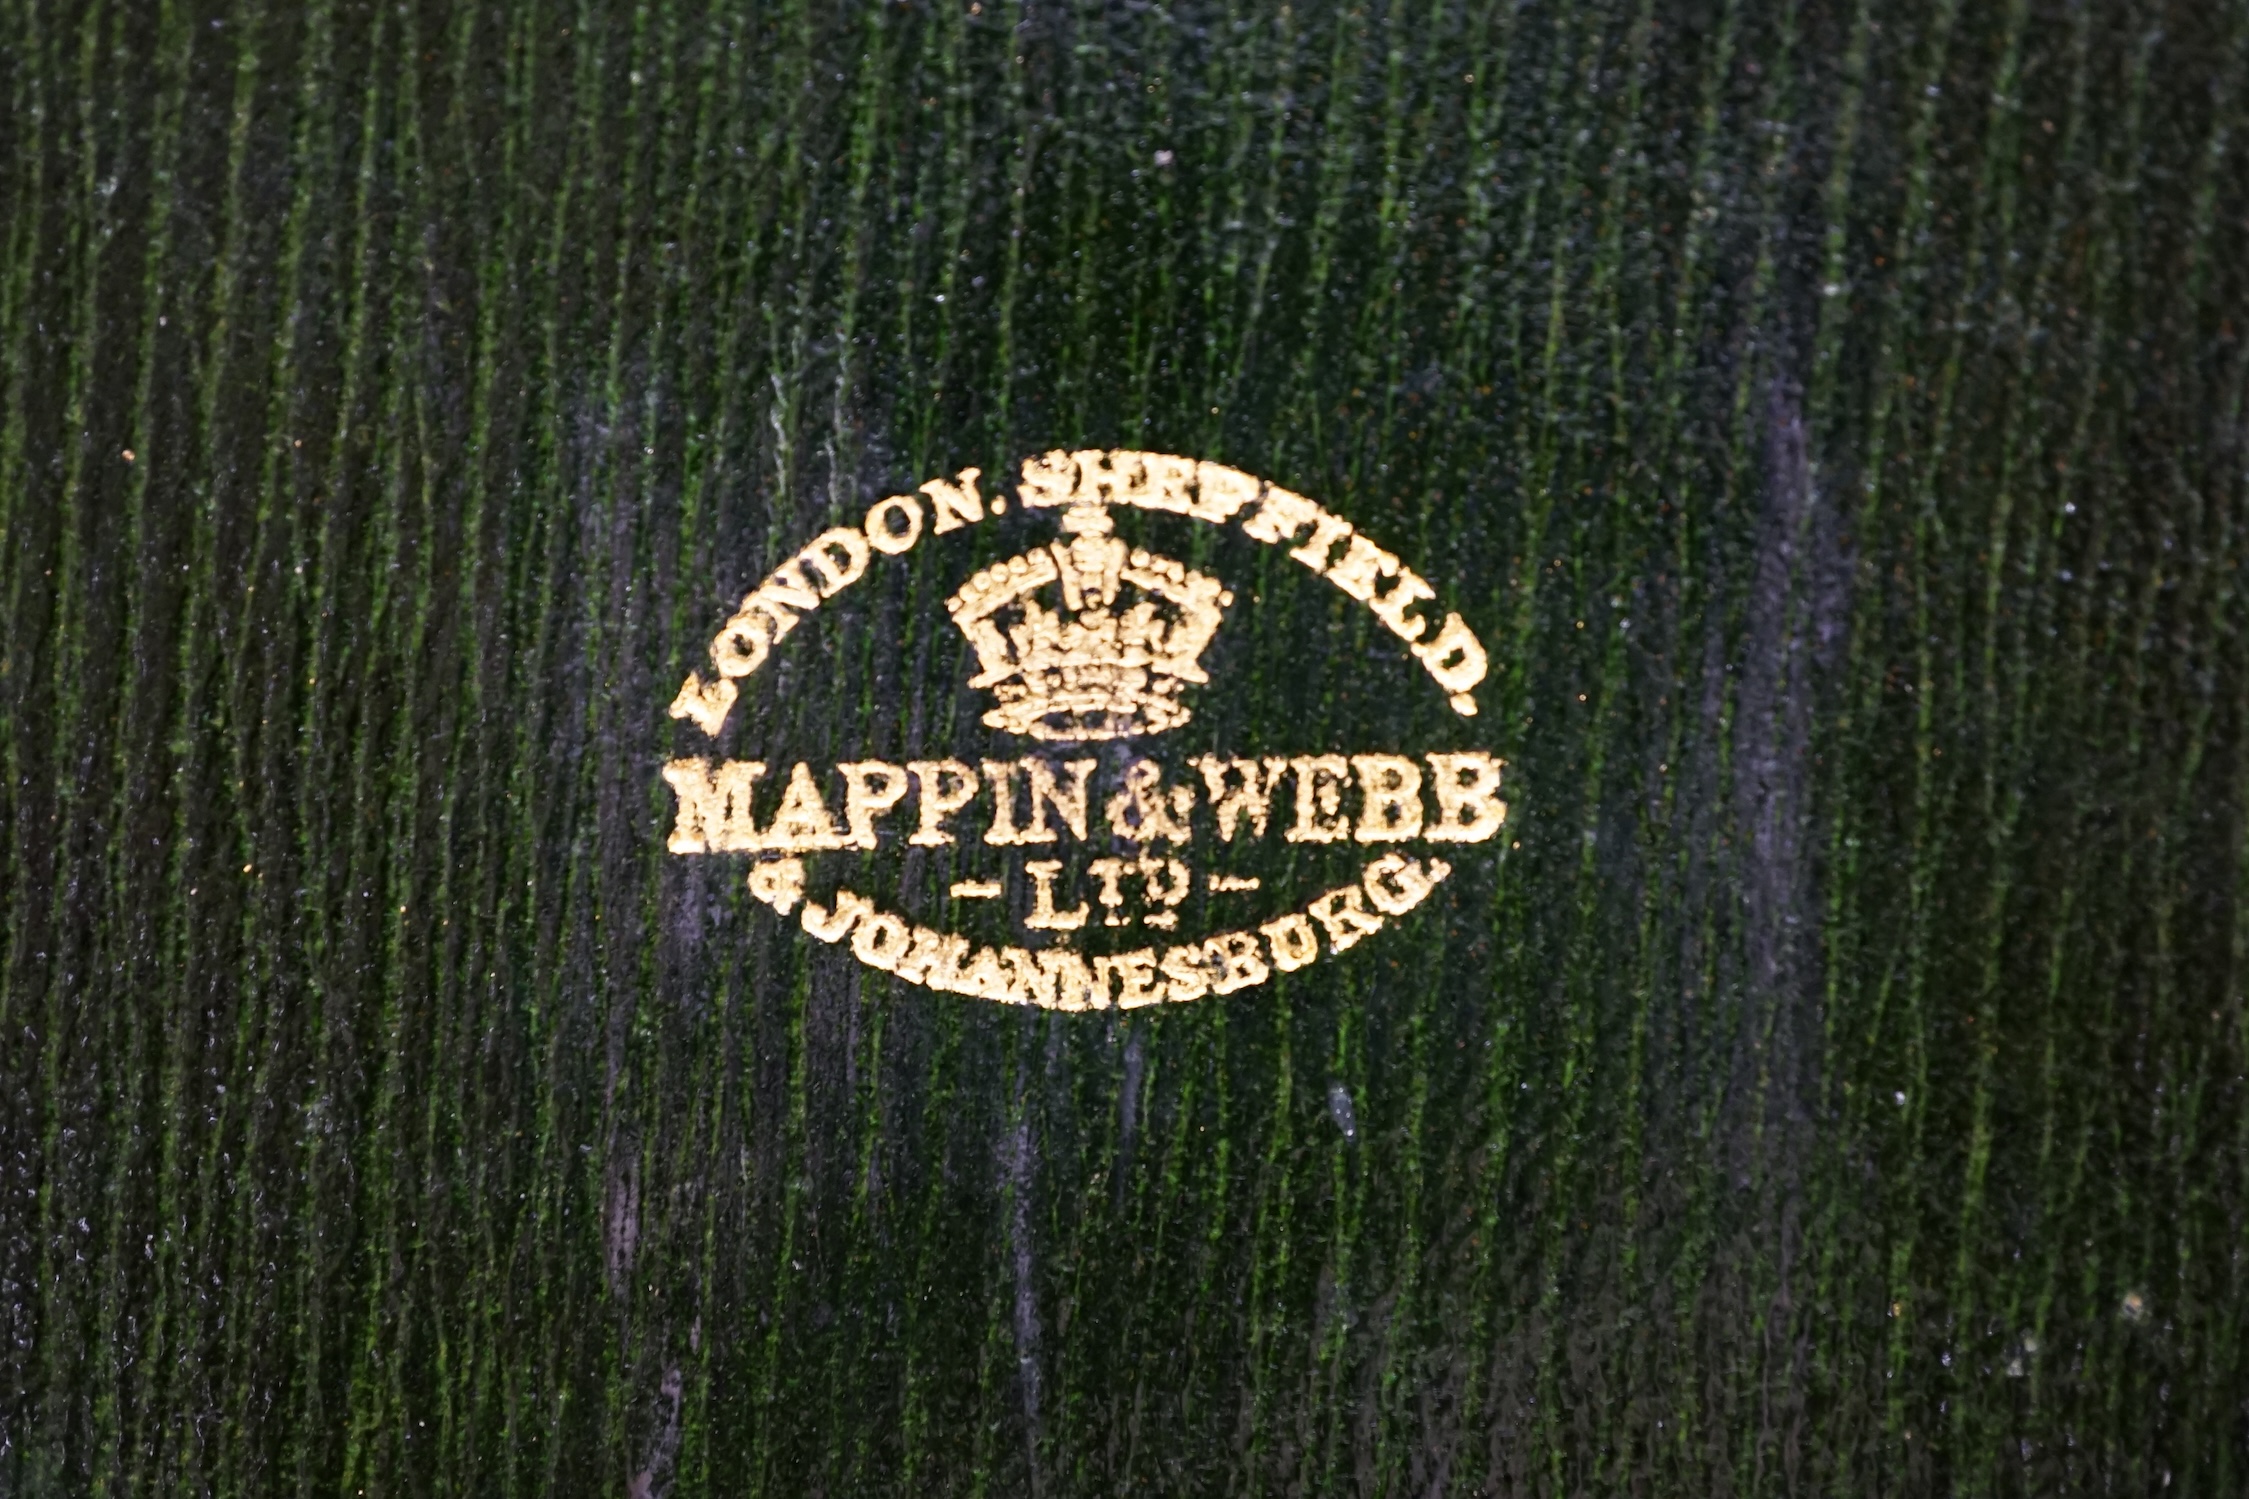 LONDON. SHEFFIELD,
MAPPIN & WEBB
- LTD -
& JOHANNESBURG.